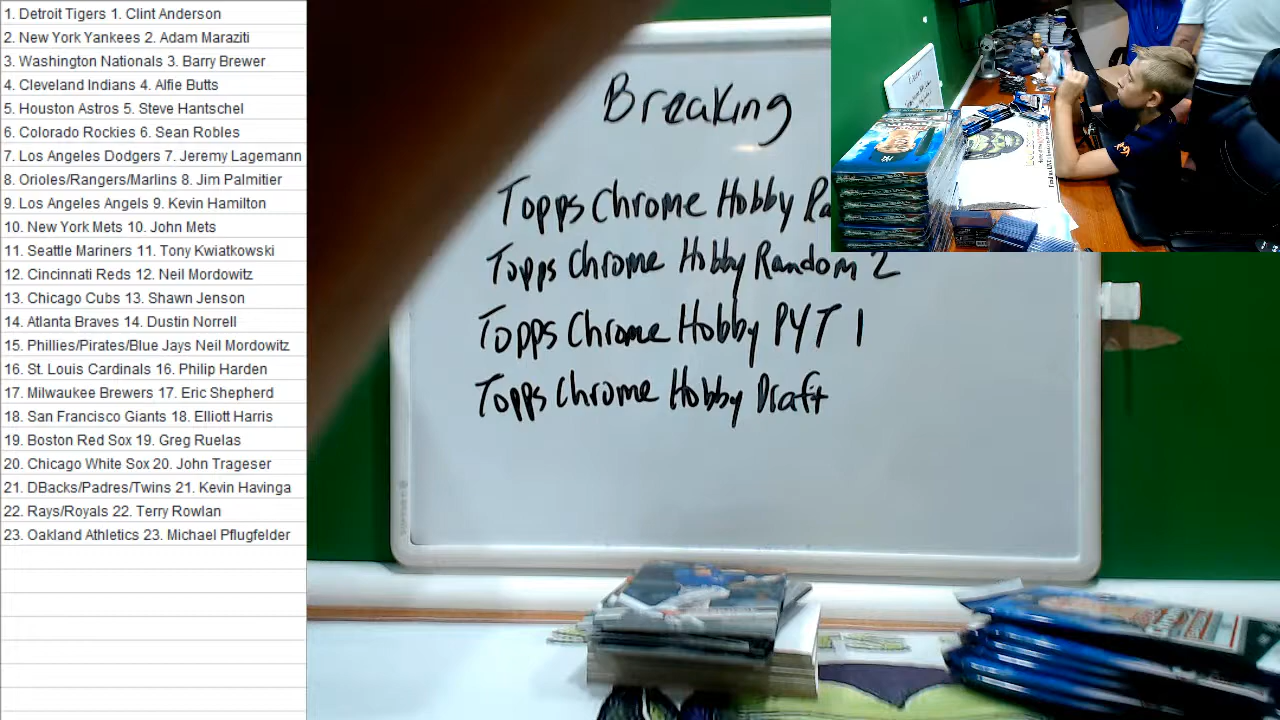 1. Detroit Tigers 1. Clint Anderson
2. New York Yankees 2. Adam Maraziti
3. Washington Nationals 3. Barry Brewer
4. Cleveland Indians 4. Alfie Butts
5. Houston Astros 5. Steve Hantschel
6. Colorado Rockies 6. Sean Robles
7. Los Angeles Dodgers 7. Jeremy Lagemann
8. Orioles/Rangers/Marlins 8. Jim Palmitier
9. Los Angeles Angels 9. Kevin Hamilton
10. New York Mets 10. John Mets
11. Seattle Mariners 11. Tony Kwiatkowski
12. Cincinnati Reds 12. Neil Mordowitz
13. Chicago Cubs 13. Shawn Jenson
14. Atlanta Braves 14. Dustin Norrell
15. Phillies/Pirates/Blue Jays Neil Mordowitz
16. St. Louis Cardinals 16. Philip Harden
17. Milwaukee Brewers 17. Eric Shepherd
18. San Francisco Giants 18. Elliott Harris
19. Boston Red Sox 19. Greg Ruelas
20. Chicago White Sox 20. John Trageser
21. DBacks/Padres/Twins 21. Kevin Havinga
22. Rays/Royals 22. Terry Rowlan
23. Oakland Athletics 23. Michael Pflugfelder
Breaking
Topps Chrome Hobby Ra
Topps Chrome Hobby Random 2
Topps Chrome Hobby PYT 1
Topps Chrome Hobby Draft